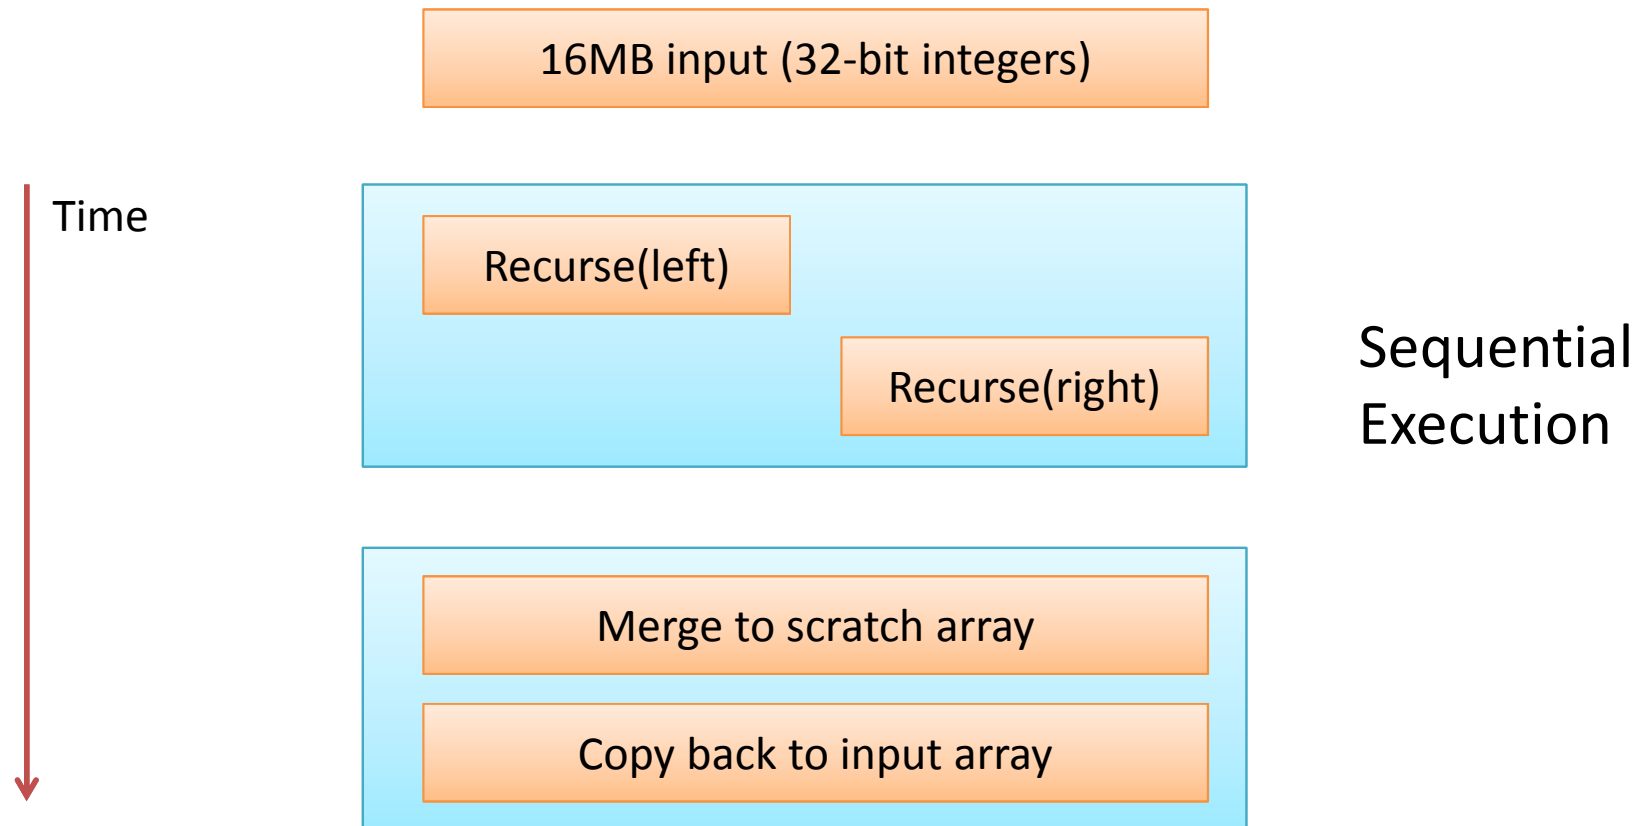 16MB input (32-bit integers)
Time
Recurse(left)
Recurse(right)
Sequential
Execution
Merge to scratch array
Copy back to input array